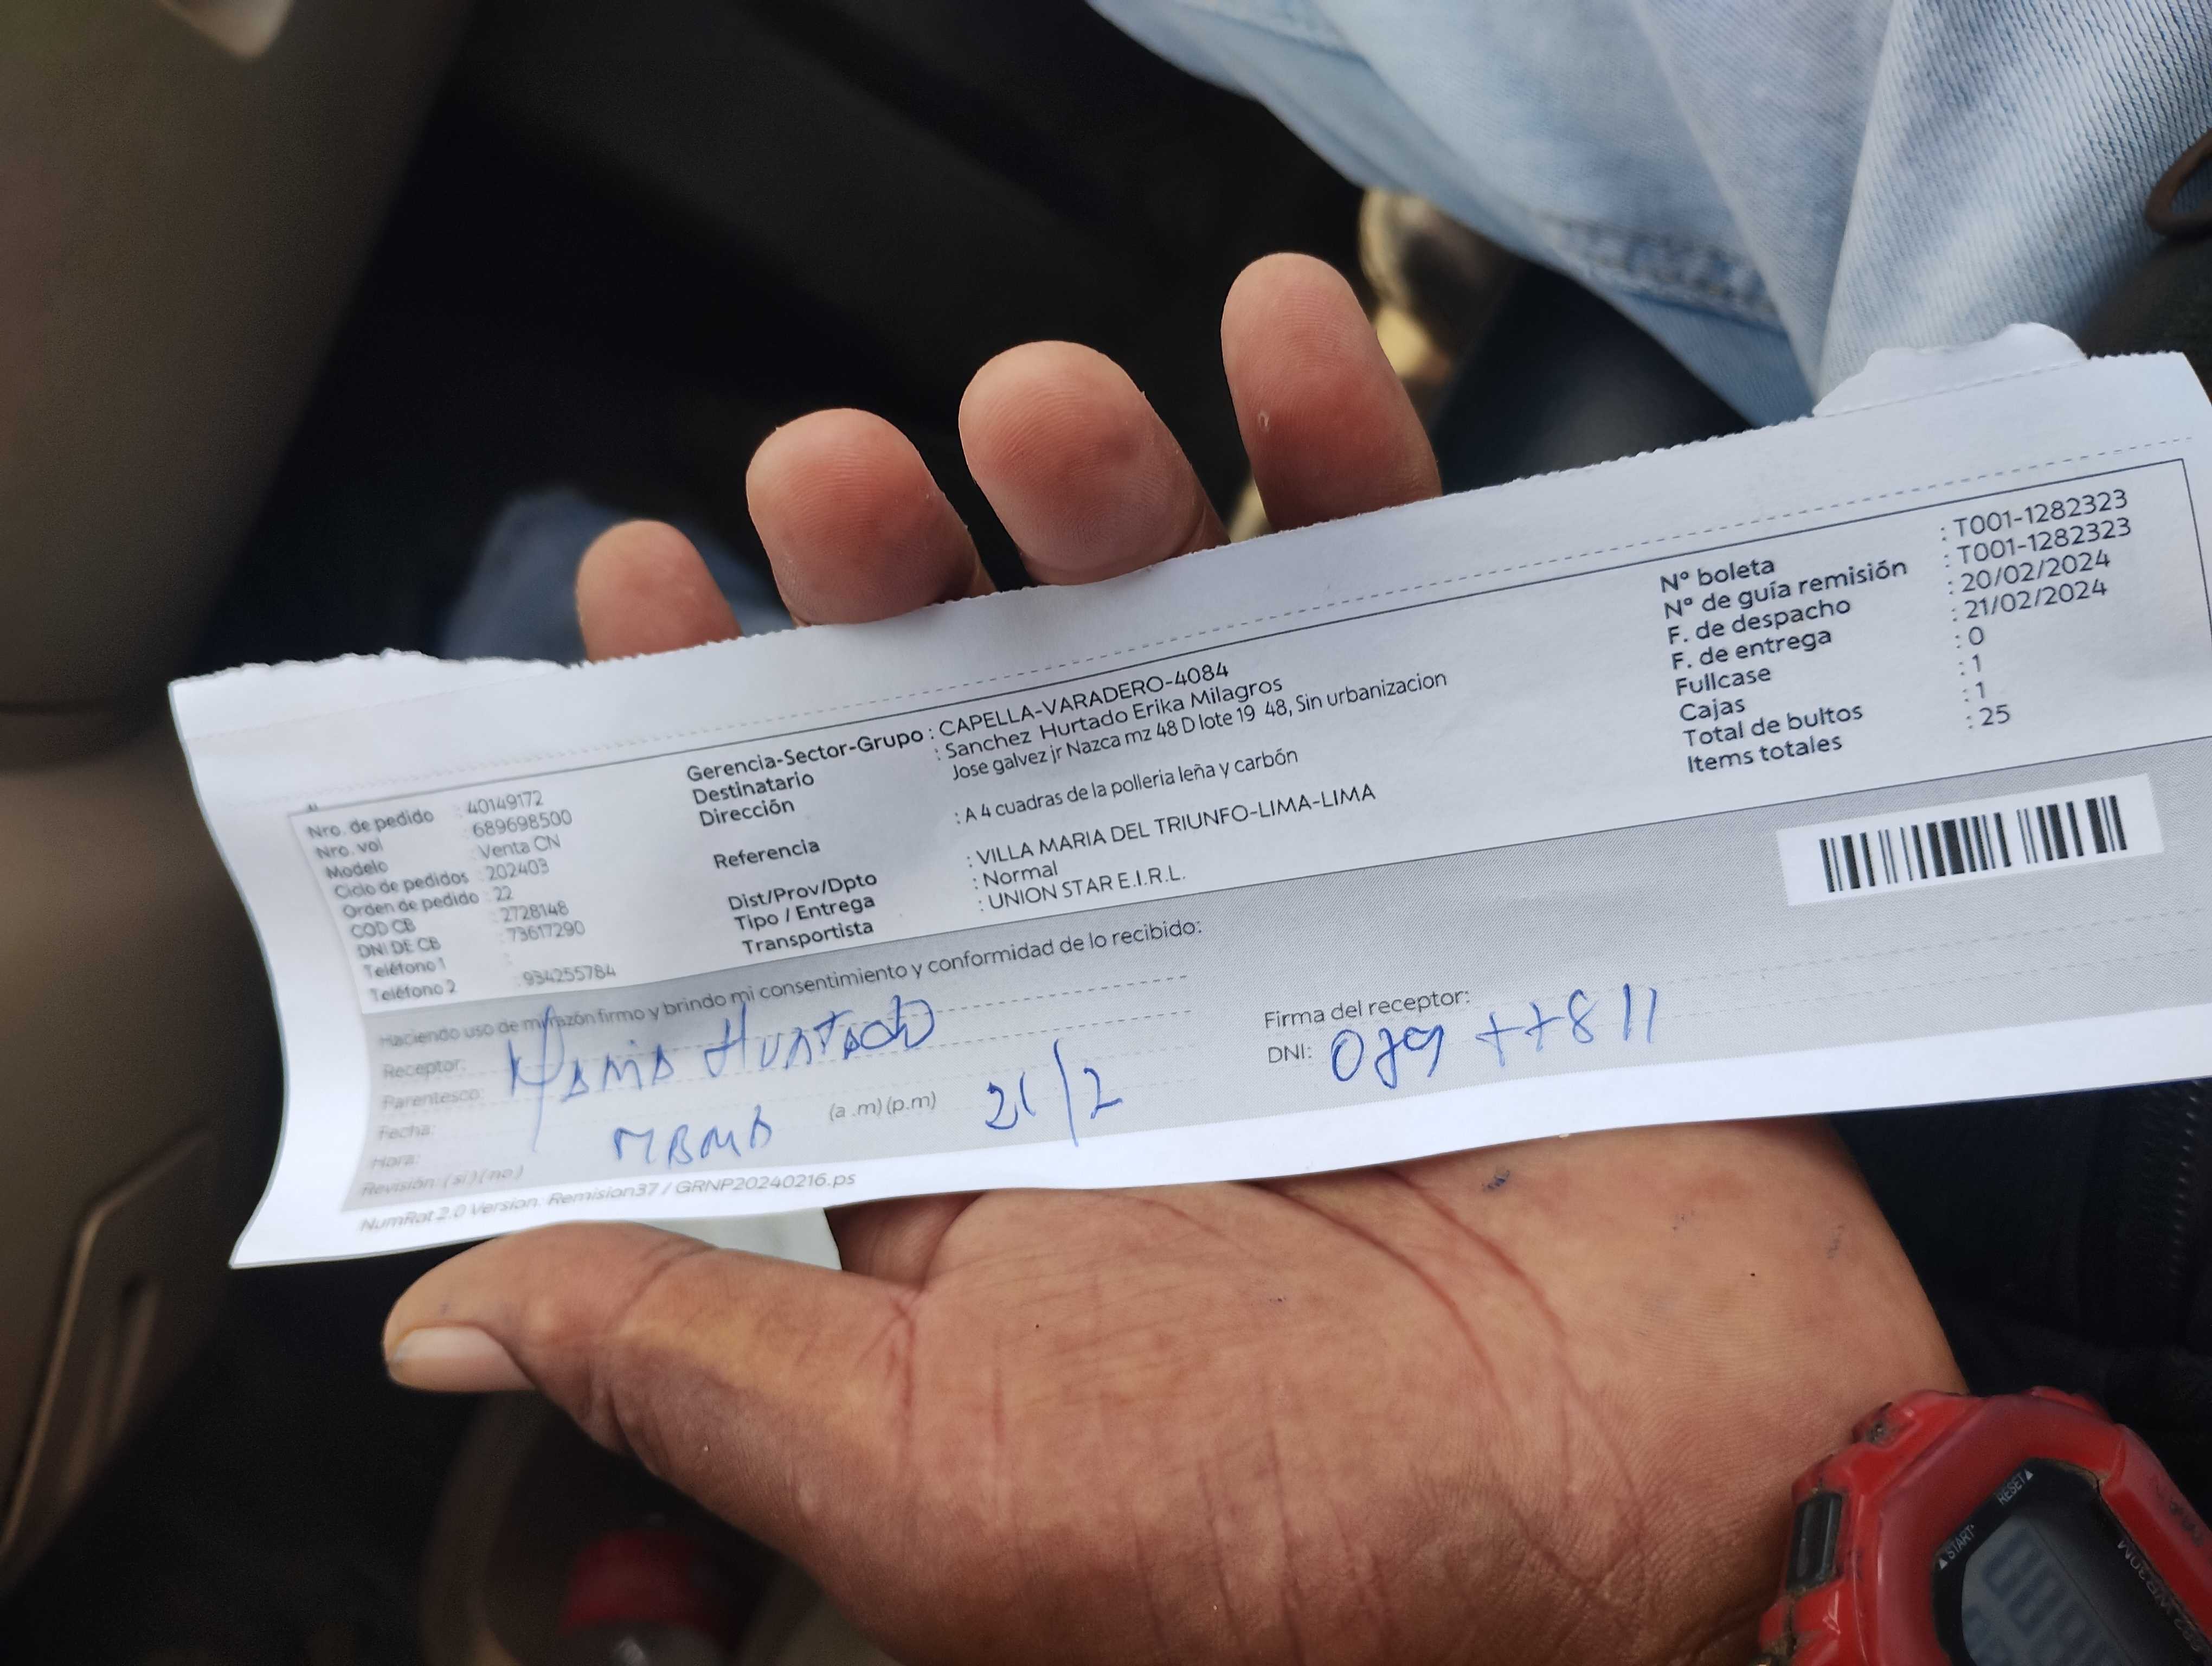 Nro. de pedido : 40149172
Nro. vol : 689698500
Modelo : Venta CN
Ciclo de pedidos : 202403
Orden de pedido : 22
COD CB : 2728148
DNI DE CB : 73617290
Teléfono 1 :
Teléfono 2 : 934255784
Gerencia-Sector-Grupo : CAPELLA-VARADERO-4084
Destinatario : Sanchez Hurtado Erika Milagros
Dirección Jose galvez jr Nazca mz 48 D lote 19 48, Sin urbanizacion
Referencia : A 4 cuadras de la polleria leña y carbón
Dist/Prov/Dpto : VILLA MARIA DEL TRIUNFO-LIMA-LIMA
Tipo / Entrega : Normal
Transportista : UNION STAR E.I.R.L.
N° boleta : T001-1282323
N° de guía remisión : T001-1282323
F. de despacho : 20/02/2024
F. de entrega : 21/02/2024
Fullcase : 0
Cajas : 1
Total de bultos : 1
Items totales : 25
Haciendo uso de mi razón firmo y brindo mi consentimiento y conformidad de lo recibido:
Receptor: Hurtado
Parentesco:
Fecha:
Hora: (a .m) (p.m) 21/2
Revisión: ( si ) ( no )
Firma del receptor:
DNI:
NumRot 2.0 Version: Remision37 / GRNP20240216.ps
START
RESET